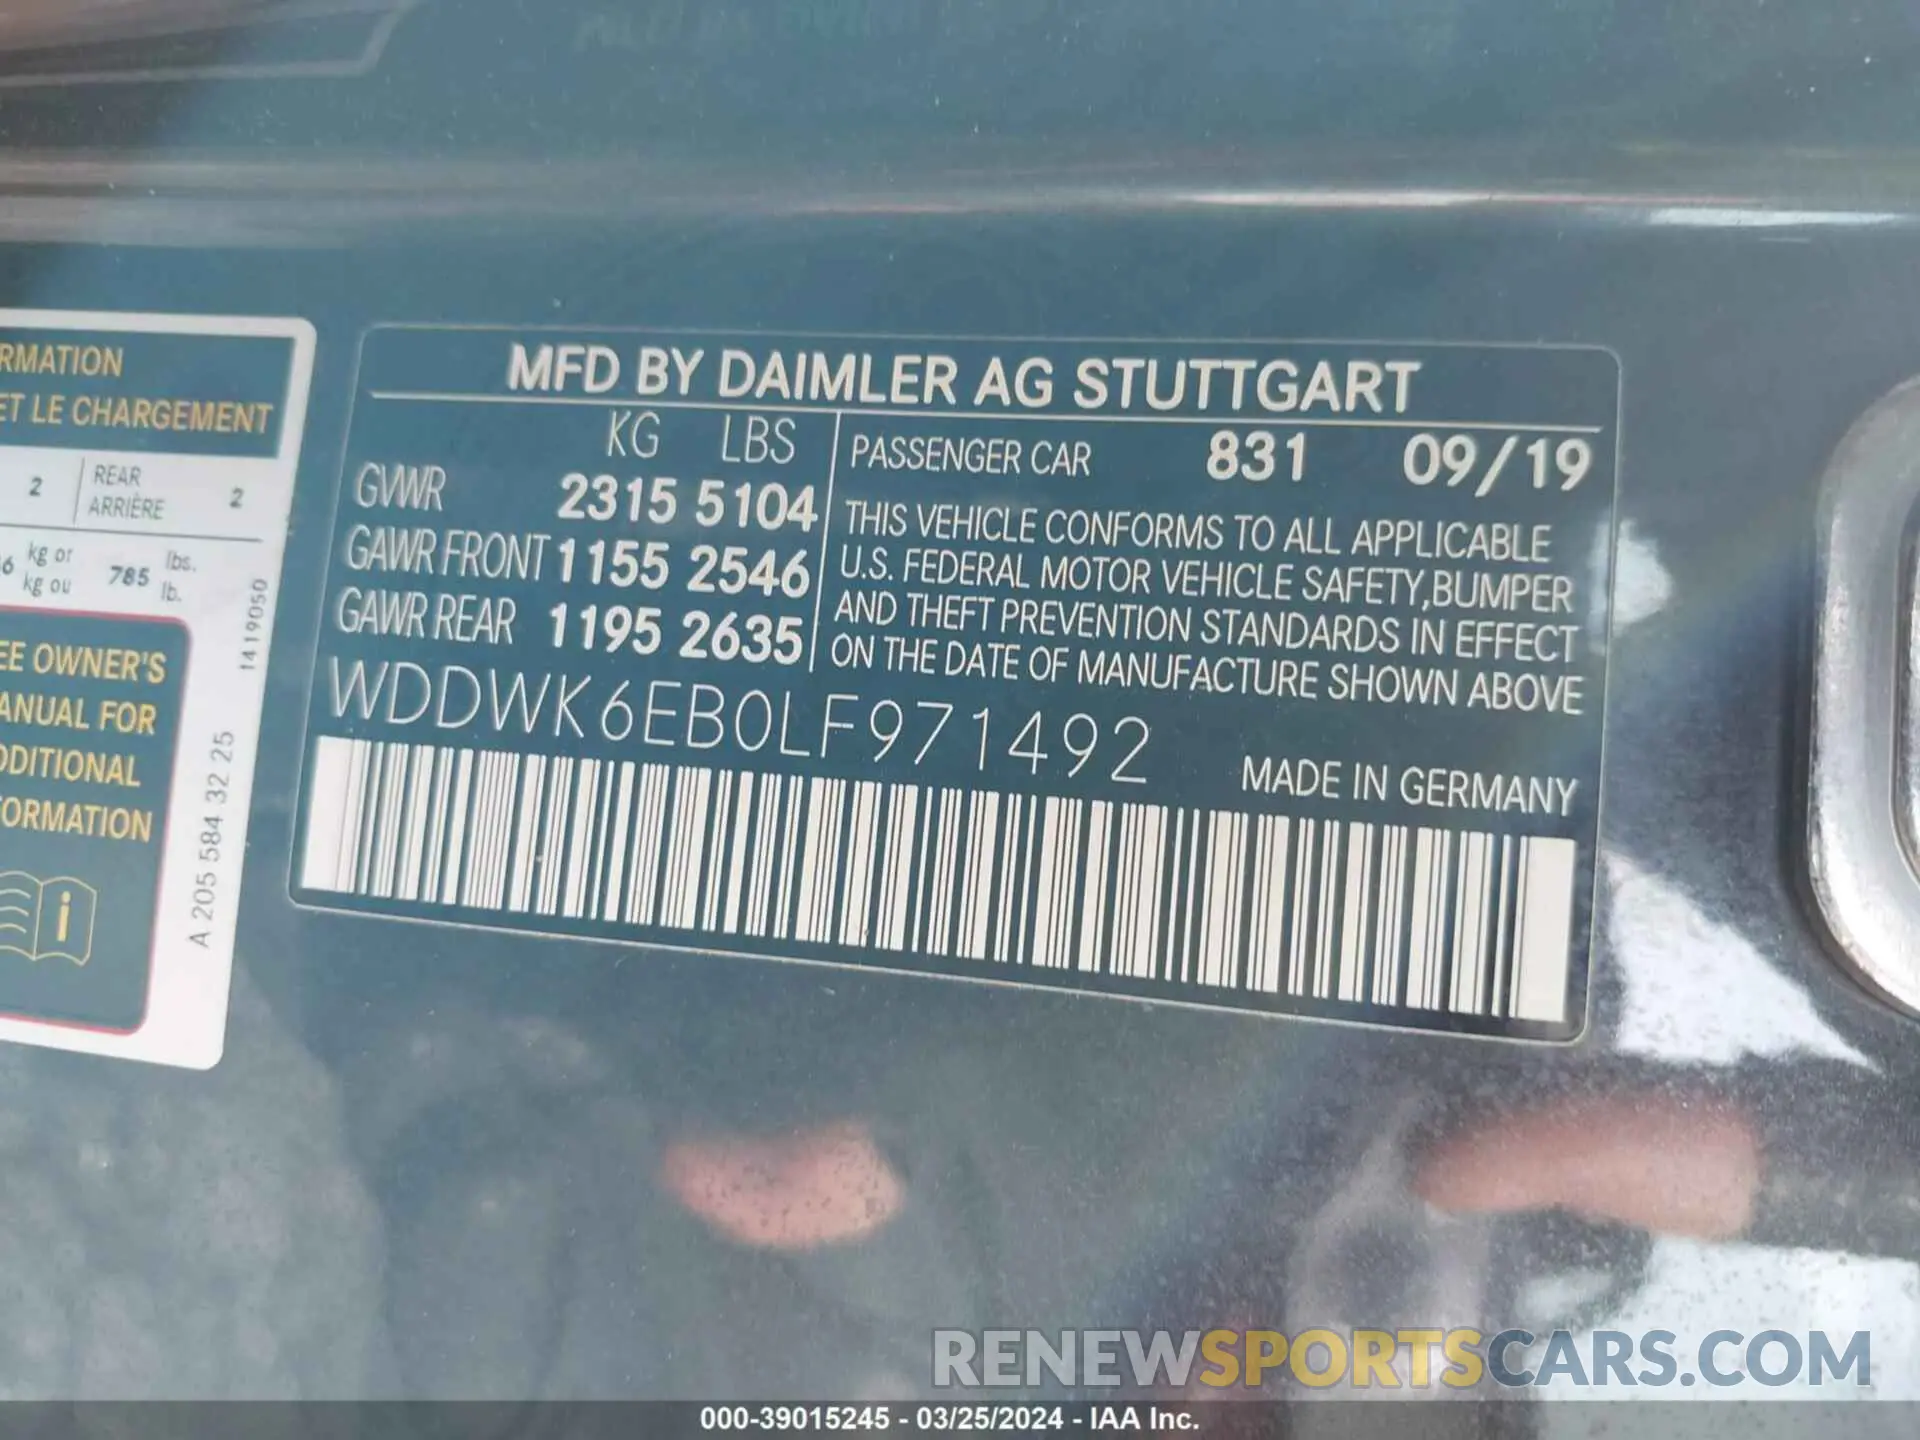 RMATION
ET LE CHARGEMENT
2
REAR
ARRIÈRE
2
6
kg or
kg ou
785
lbs.
lb.
EE OWNER'S
ANUAL FOR
DDITIONAL
FORMATION
i
A 205 584 32 25
1419050
MFD BY DAIMLER AG STUTTGART
KG LBS
GVWR 2315 5104
GAWR FRONT 1155 2546
GAWR REAR 1195 2635
PASSENGER CAR 831 09/19
THIS VEHICLE CONFORMS TO ALL APPLICABLE
U.S. FEDERAL MOTOR VEHICLE SAFETY,BUMPER
AND THEFT PREVENTION STANDARDS IN EFFECT
ON THE DATE OF MANUFACTURE SHOWN ABOVE
WDDWK6EB0LF971492
MADE IN GERMANY
RENEWSPORTSCARS.COM
000-39015245 - 03/25/2024 - IAA Inc.